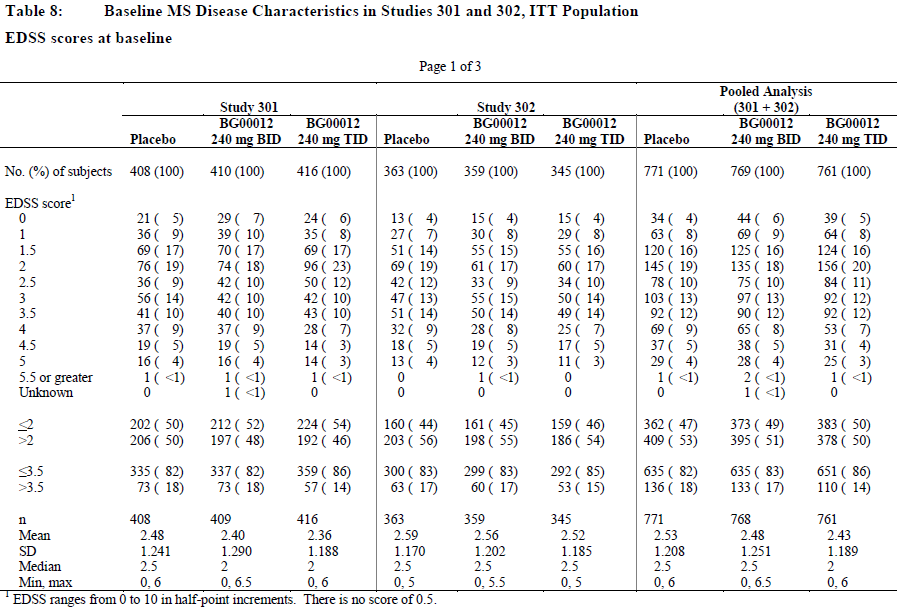 Table 8: Baseline MS Disease Characteristics in Studies 301 and 302, ITT Population
EDSS scores at baseline
Page 1 of 3
Pooled Analysis
Study 301 Study 302 (301 + 302)
BG00012 BG00012 BG00012 BG00012 BG00012 BG00012
Placebo 240 mg BID 240 mg TID Placebo 240 mg BID 240 mg TID Placebo 240 mg BID 240 mg TID
No. (%) of subjects 408 (100) 410 (100) 416 (100) 363 (100) 359 (100) 345 (100) 771 (100) 769 (100) 761 (100)
EDSS score¹
0 21 ( 5) 29 ( 7) 24 ( 6) 13 ( 4) 15 ( 4) 15 ( 4) 34 ( 4) 44 ( 6) 39 ( 5)
1 36 ( 9) 39 ( 10) 35 ( 8) 27 ( 7) 30 ( 8) 29 ( 8) 63 ( 8) 69 ( 9) 64 ( 8)
1.5 69 ( 17) 70 ( 17) 69 ( 17) 51 ( 14) 55 ( 15) 55 ( 16) 120 ( 16) 125 ( 16) 124 ( 16)
2 76 ( 19) 74 ( 18) 96 ( 23) 69 ( 19) 61 ( 17) 60 ( 17) 145 ( 19) 135 ( 18) 156 ( 20)
2.5 36 ( 9) 42 ( 10) 50 ( 12) 42 ( 12) 33 ( 9) 34 ( 10) 78 ( 10) 75 ( 10) 84 ( 11)
3 56 ( 14) 42 ( 10) 42 ( 10) 47 ( 13) 55 ( 15) 50 ( 14) 103 ( 13) 97 ( 13) 92 ( 12)
3.5 41 ( 10) 40 ( 10) 43 ( 10) 51 ( 14) 50 ( 14) 49 ( 14) 92 ( 12) 90 ( 12) 92 ( 12)
4 37 ( 9) 37 ( 9) 28 ( 7) 32 ( 9) 28 ( 8) 25 ( 7) 69 ( 9) 65 ( 8) 53 ( 7)
4.5 19 ( 5) 19 ( 5) 14 ( 3) 18 ( 5) 19 ( 5) 17 ( 5) 37 ( 5) 38 ( 5) 31 ( 4)
5 16 ( 4) 16 ( 4) 14 ( 3) 13 ( 4) 12 ( 3) 11 ( 3) 29 ( 4) 28 ( 4) 25 ( 3)
5.5 or greater 1 ( <1) 1 ( <1) 1 ( <1) 0 1 ( <1) 0 1 ( <1) 2 ( <1) 1 ( <1)
Unknown 0 1 ( <1) 0 0 0 0 0 1 ( <1) 0
≤2 202 ( 50) 212 ( 52) 224 ( 54) 160 ( 44) 161 ( 45) 159 ( 46) 362 ( 47) 373 ( 49) 383 ( 50)
>2 206 ( 50) 197 ( 48) 192 ( 46) 203 ( 56) 198 ( 55) 186 ( 54) 409 ( 53) 395 ( 51) 378 ( 50)
≤3.5 335 ( 82) 337 ( 82) 359 ( 86) 300 ( 83) 299 ( 83) 292 ( 85) 635 ( 82) 635 ( 83) 651 ( 86)
>3.5 73 ( 18) 73 ( 18) 57 ( 14) 63 ( 17) 60 ( 17) 53 ( 15) 136 ( 18) 133 ( 17) 110 ( 14)
n 408 409 416 363 359 345 771 768 761
Mean 2.48 2.40 2.36 2.59 2.56 2.52 2.53 2.48 2.43
SD 1.241 1.290 1.188 1.170 1.202 1.185 1.208 1.251 1.189
Median 2.5 2 2 2.5 2.5 2.5 2.5 2.5 2
Min, max 0, 6 0, 6.5 0, 6 0, 5 0, 5.5 0, 5 0, 6 0, 6.5 0, 6
¹ EDSS ranges from 0 to 10 in half-point increments. There is no score of 0.5.